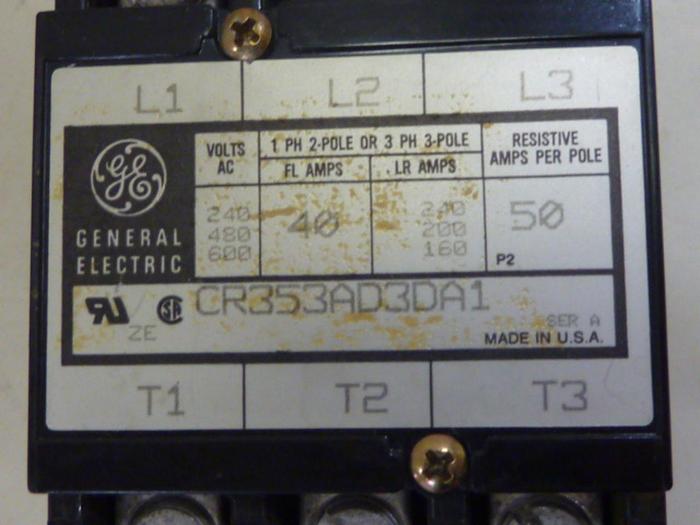 L1 L2 L3
GE
GENERAL
ELECTRIC
VOLTS
AC
1 PH 2-POLE OR 3 PH 3-POLE
FL AMPS LR AMPS
RESISTIVE
AMPS PER POLE
240
480
600
40
240
200
160
50
P2
CR353AD3DA1
ZE
SER A
MADE IN U.S.A.
T1 T2 T3